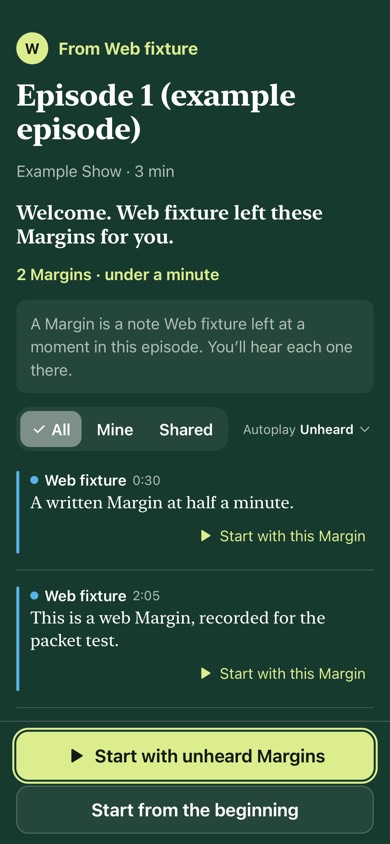 W From Web fixture
Episode 1 (example
episode)
Example Show · 3 min
Welcome. Web fixture left these
Margins for you.
2 Margins · under a minute
A Margin is a note Web fixture left at a
moment in this episode. You’ll hear each one
there.
All Mine Shared Autoplay Unheard
Web fixture 0:30
A written Margin at half a minute.
Start with this Margin
Web fixture 2:05
This is a web Margin, recorded for the
packet test.
Start with this Margin
Start with unheard Margins
Start from the beginning